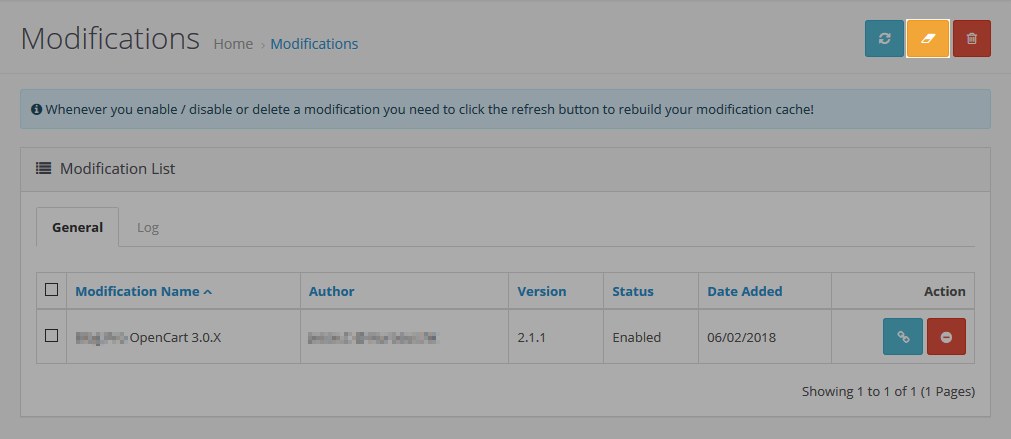 Modifications Home › Modifications
Whenever you enable / disable or delete a modification you need to click the refresh button to rebuild your modification cache!
Modification List
General Log
Modification Name Author Version Status Date Added Action
OpenCart 3.0.X 2.1.1 Enabled 06/02/2018
Showing 1 to 1 of 1 (1 Pages)